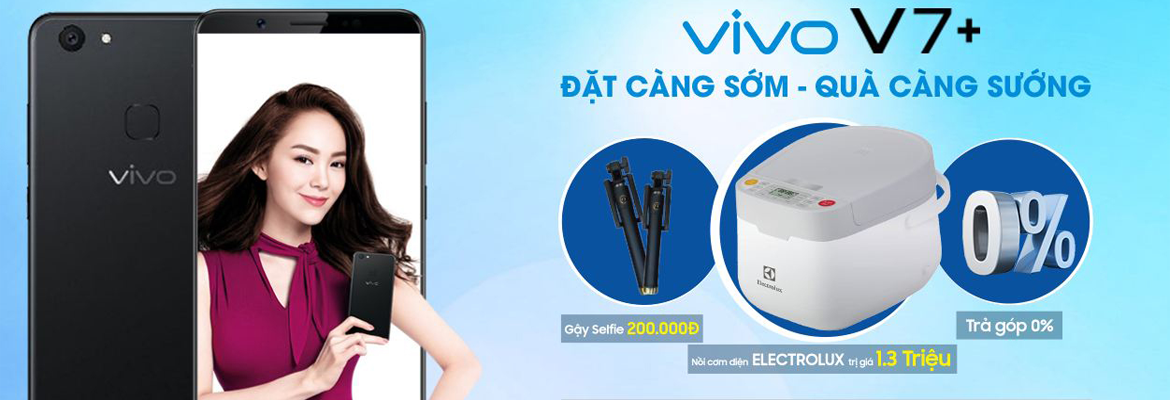 vivo
vivo V7+
ĐẶT CÀNG SỚM - QUÀ CÀNG SƯỚNG
Electrolux
Gậy Selfie 200.000Đ
Nồi cơm điện ELECTROLUX trị giá 1.3 Triệu
0%
Trả góp 0%